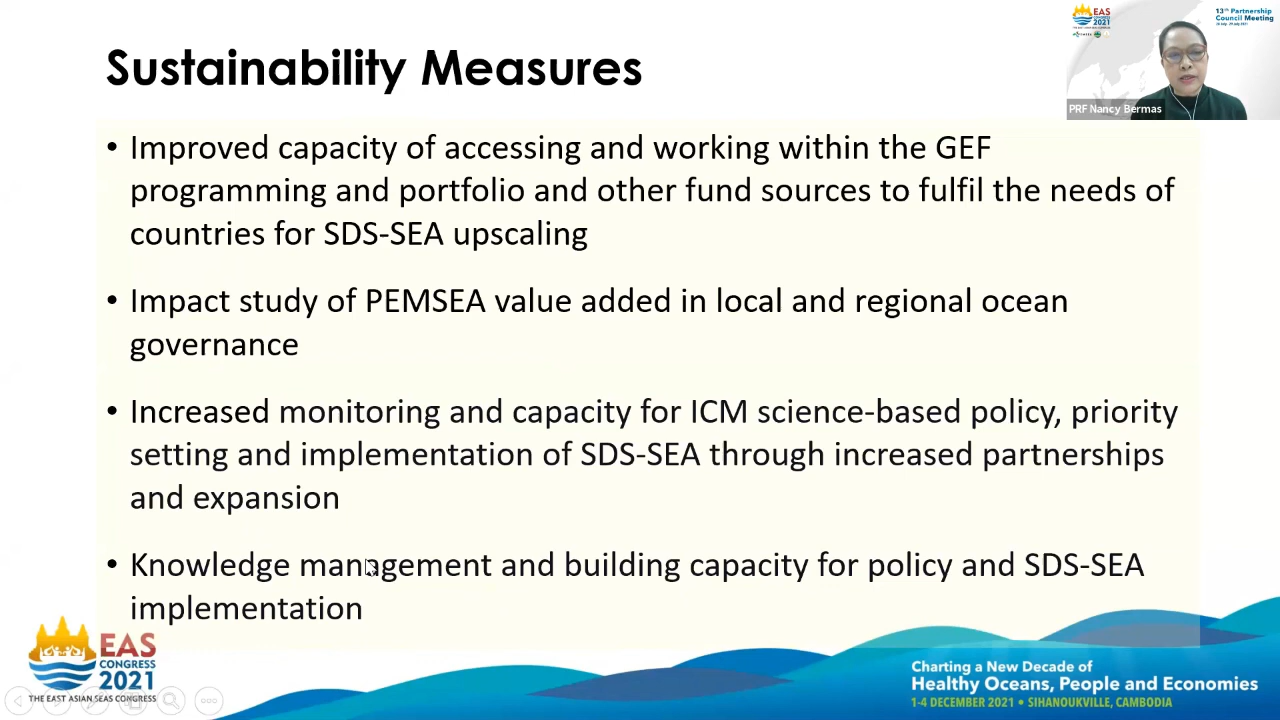 Sustainability Measures
EAS
CONGRESS
2021
13th Partnership
Council Meeting
PRF Nancy Bermas
• Improved capacity of accessing and working within the GEF
programming and portfolio and other fund sources to fulfil the needs of
countries for SDS-SEA upscaling
• Impact study of PEMSEA value added in local and regional ocean
governance
• Increased monitoring and capacity for ICM science-based policy, priority
setting and implementation of SDS-SEA through increased partnerships
and expansion
• Knowledge management and building capacity for policy and SDS-SEA
implementation
EAS
CONGRESS
2021
THE EAST ASIAN SEAS CONGRESS
Charting a New Decade of
Healthy Oceans, People and Economies
1-4 DECEMBER 2021 • SIHANOUKVILLE, CAMBODIA